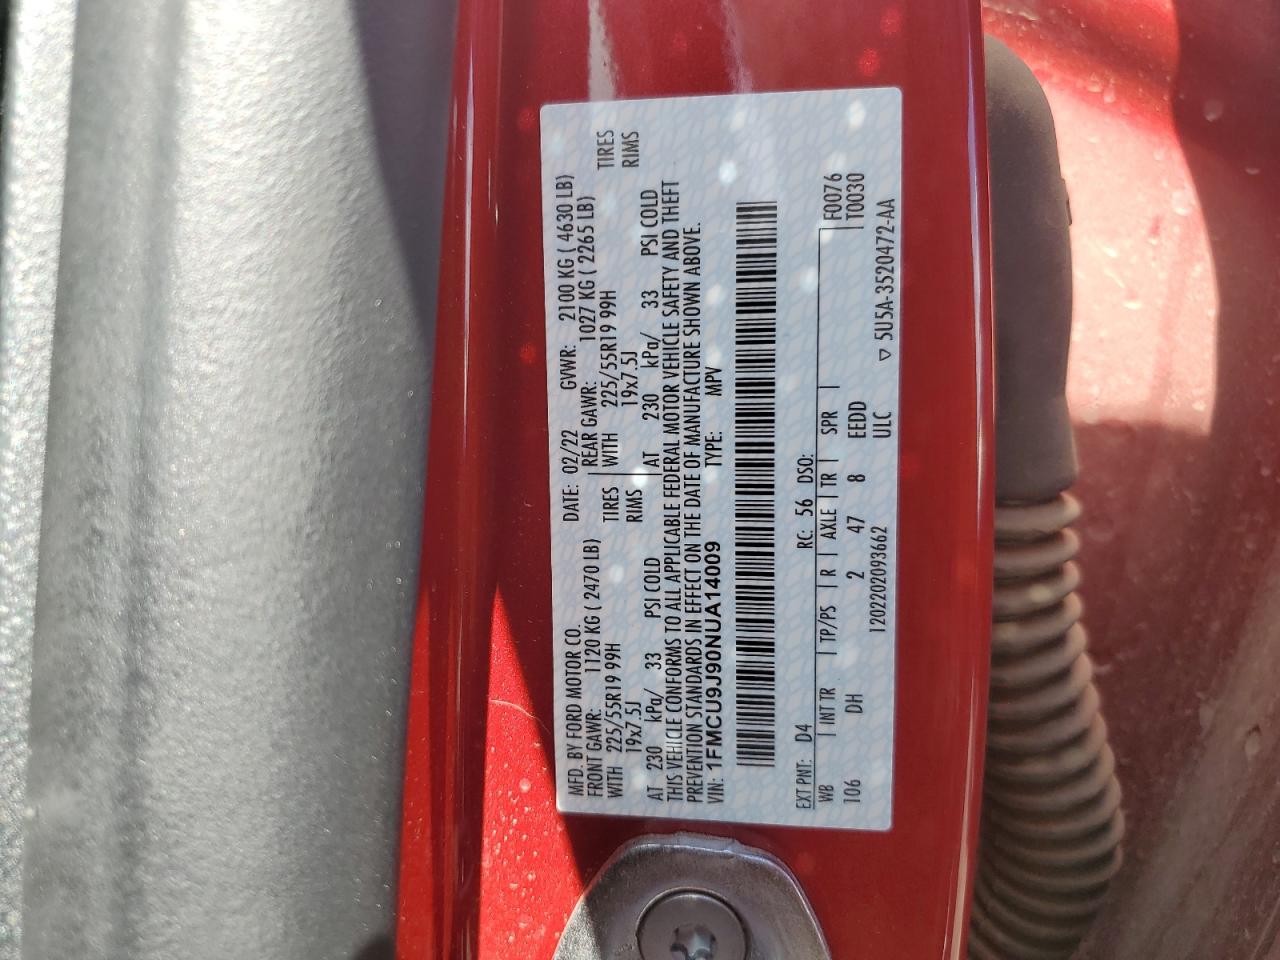 MFD. BY FORD MOTOR CO.
DATE: 02/22 GVWR: 2100 KG ( 4630 LB)
FRONT GAWR: 1120 KG ( 2470 LB)
REAR GAWR: 1027 KG ( 2265 LB)
WITH 225/55R19 99H TIRES
WITH 225/55R19 99H TIRES
19x7.5J RIMS
19x7.5J RIMS
AT 230 kPa/ 33 PSI COLD
AT 230 kPa/ 33 PSI COLD
THIS VEHICLE CONFORMS TO ALL APPLICABLE FEDERAL MOTOR VEHICLE SAFETY AND THEFT
PREVENTION STANDARDS IN EFFECT ON THE DATE OF MANUFACTURE SHOWN ABOVE.
VIN: 1FMCU9J90NUA14009 TYPE: MPV
EXT PNT: D4 RC: 56 DSO:
WB INT TR TP/PS R AXLE TR SPR F0076
106 DH 2 47 8 EEDD T0030
1202202093662 ULC ▽ 5U5A-3520472-AA